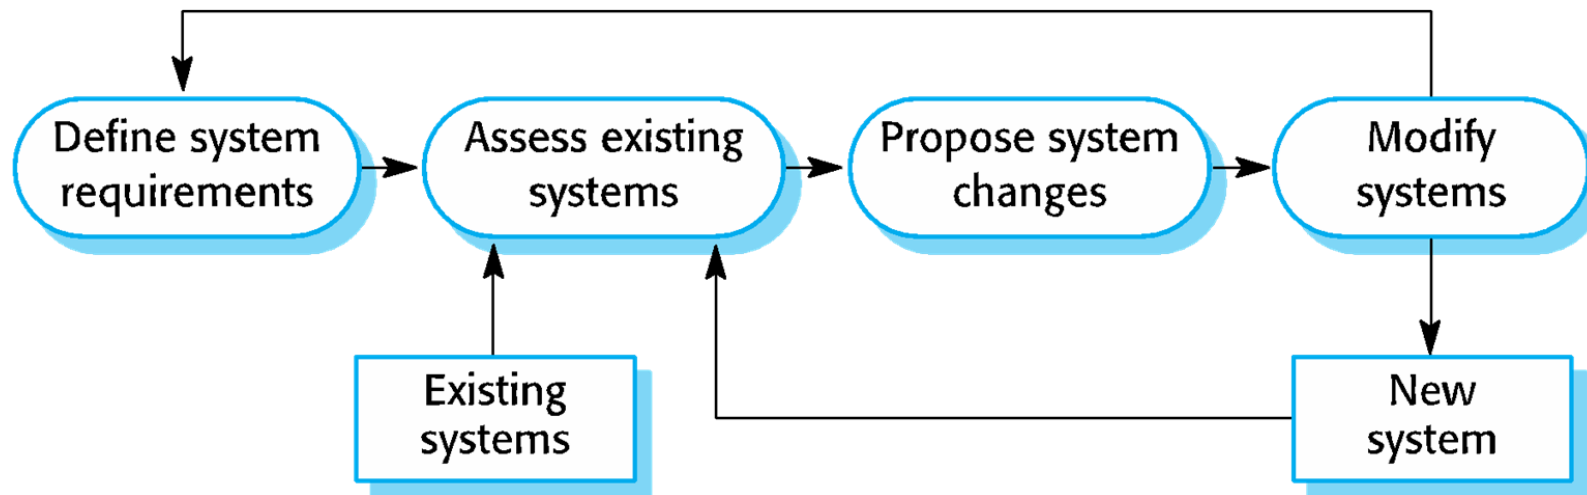 Define system
requirements
Assess existing
systems
Propose system
changes
Modify
systems
Existing
systems
New
system